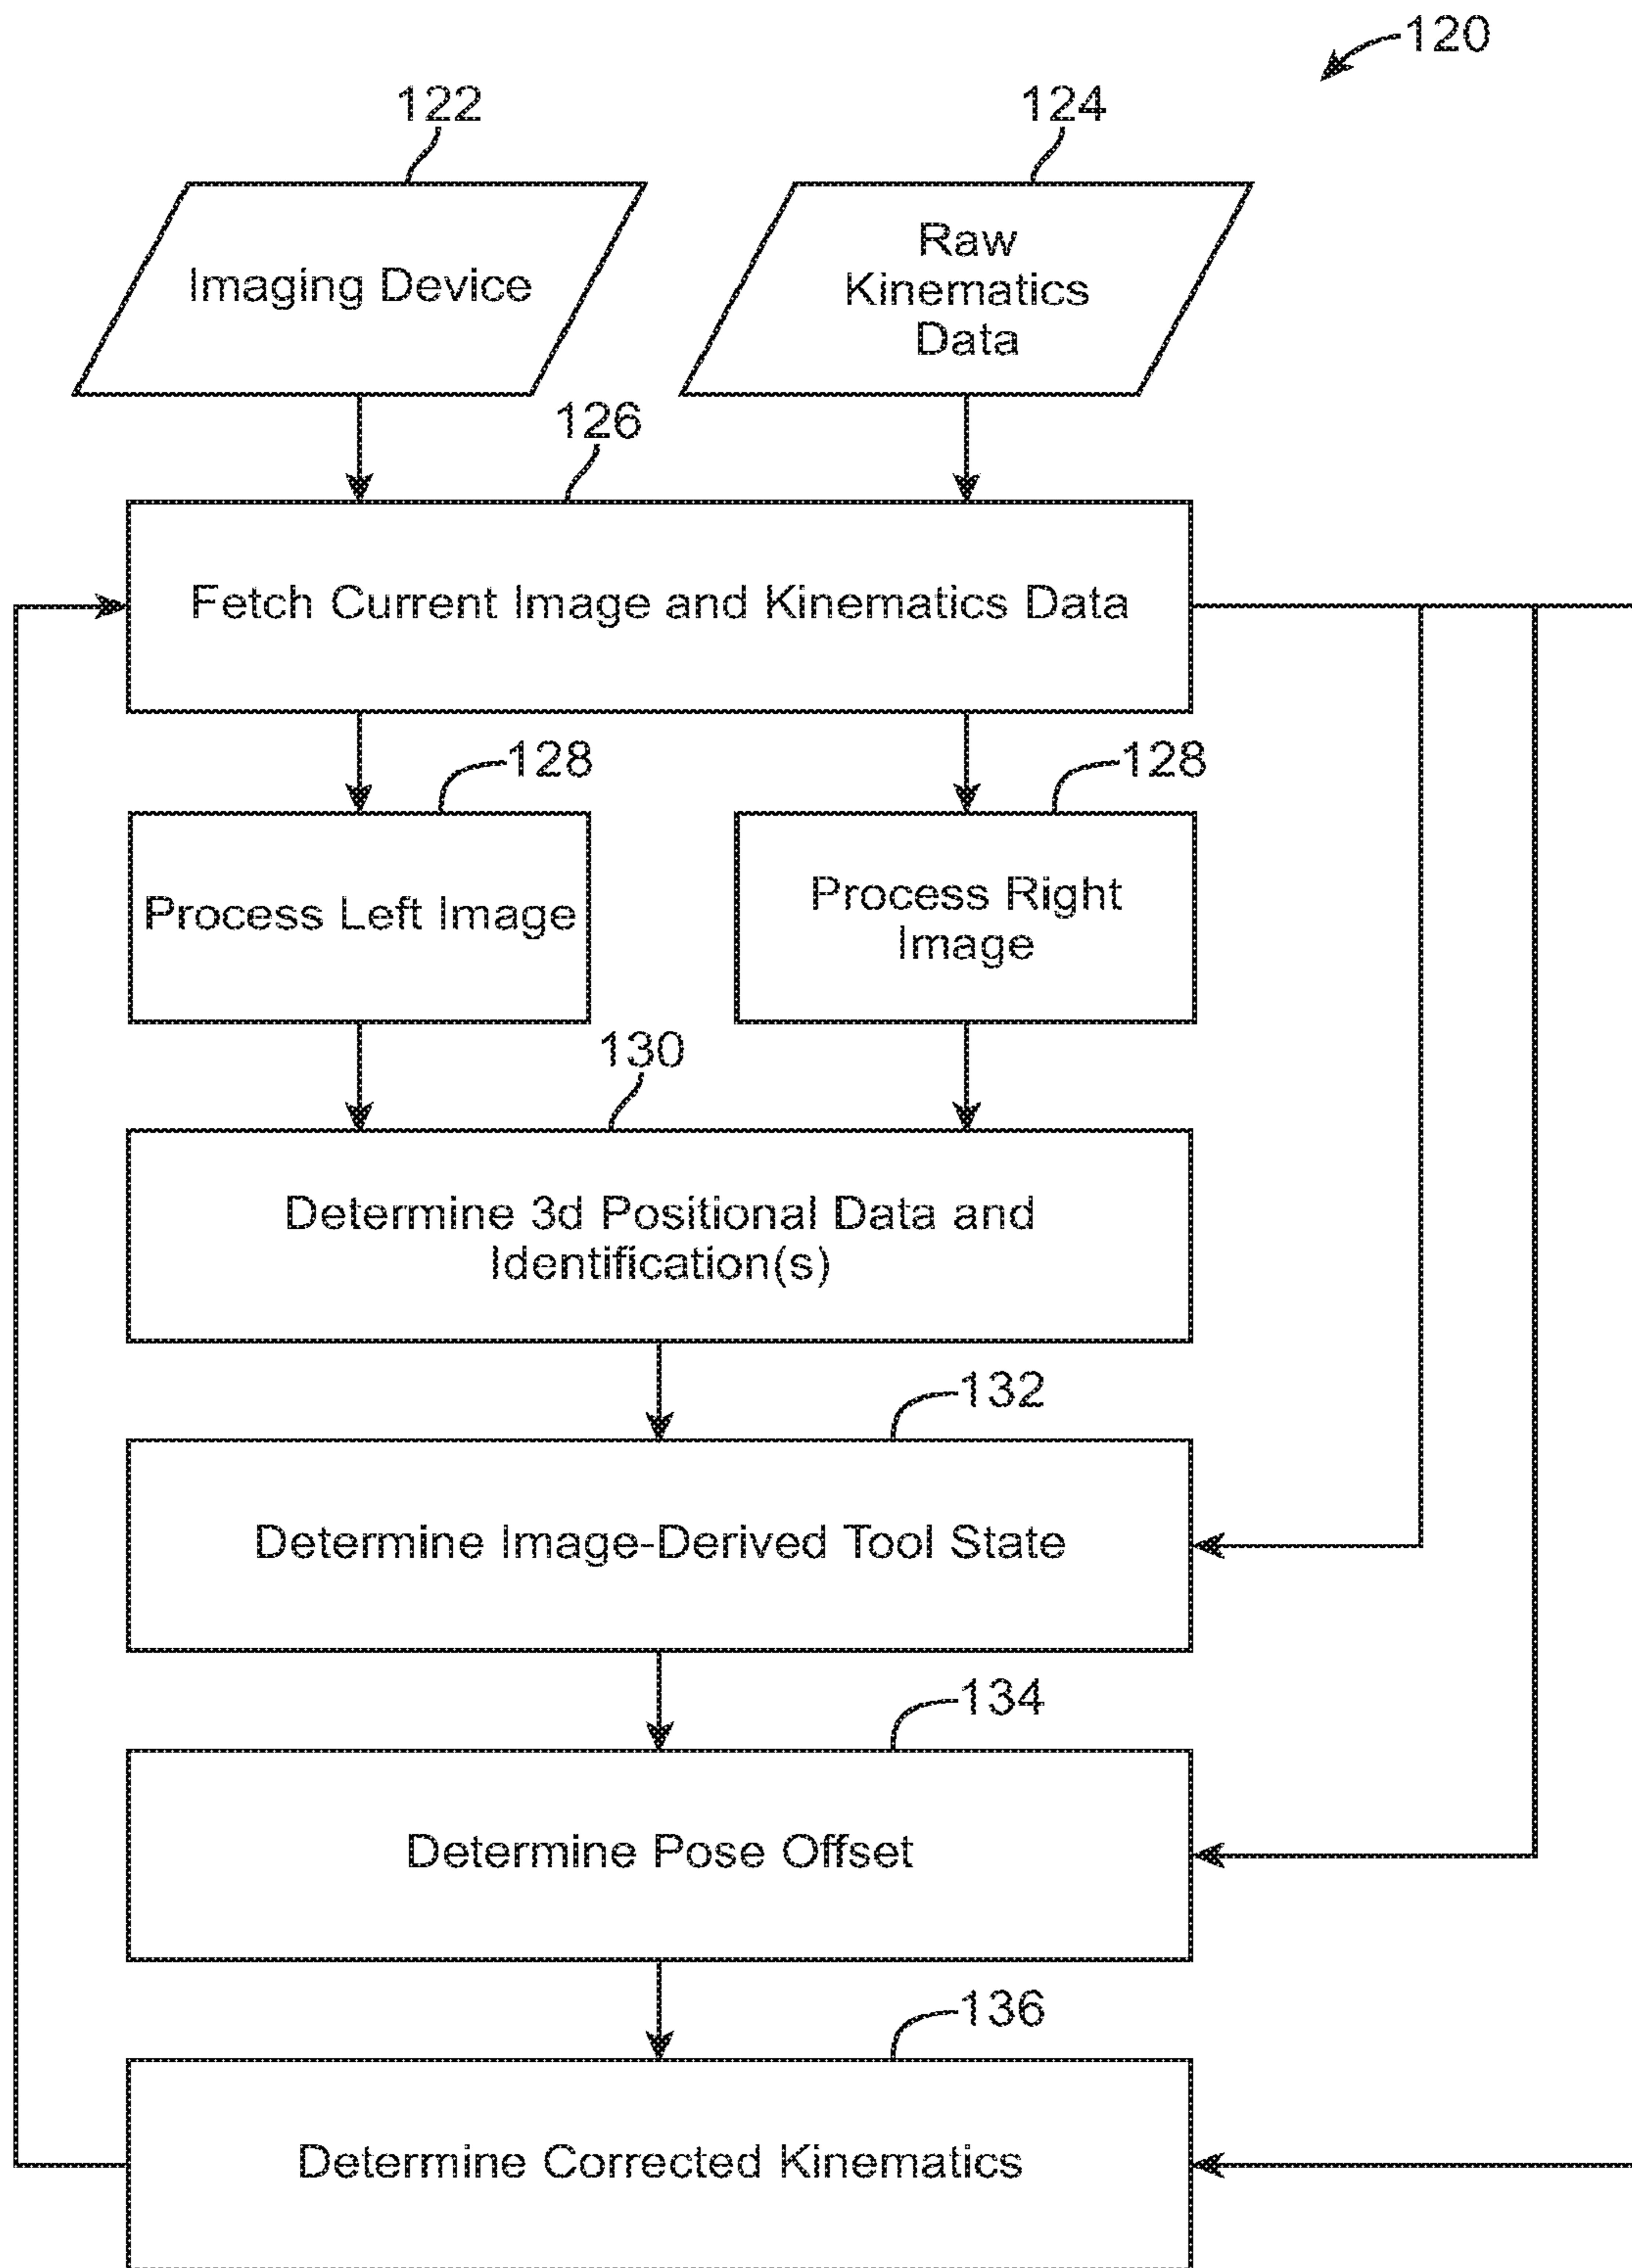 120
122
124
Imaging Device
Raw
Kinematics
Data
126
Fetch Current Image and Kinematics Data
128
128
Process Left Image
Process Right
Image
130
Determine 3d Positional Data and
Identification(s)
132
Determine Image-Derived Tool State
134
Determine Pose Offset
136
Determine Corrected Kinematics